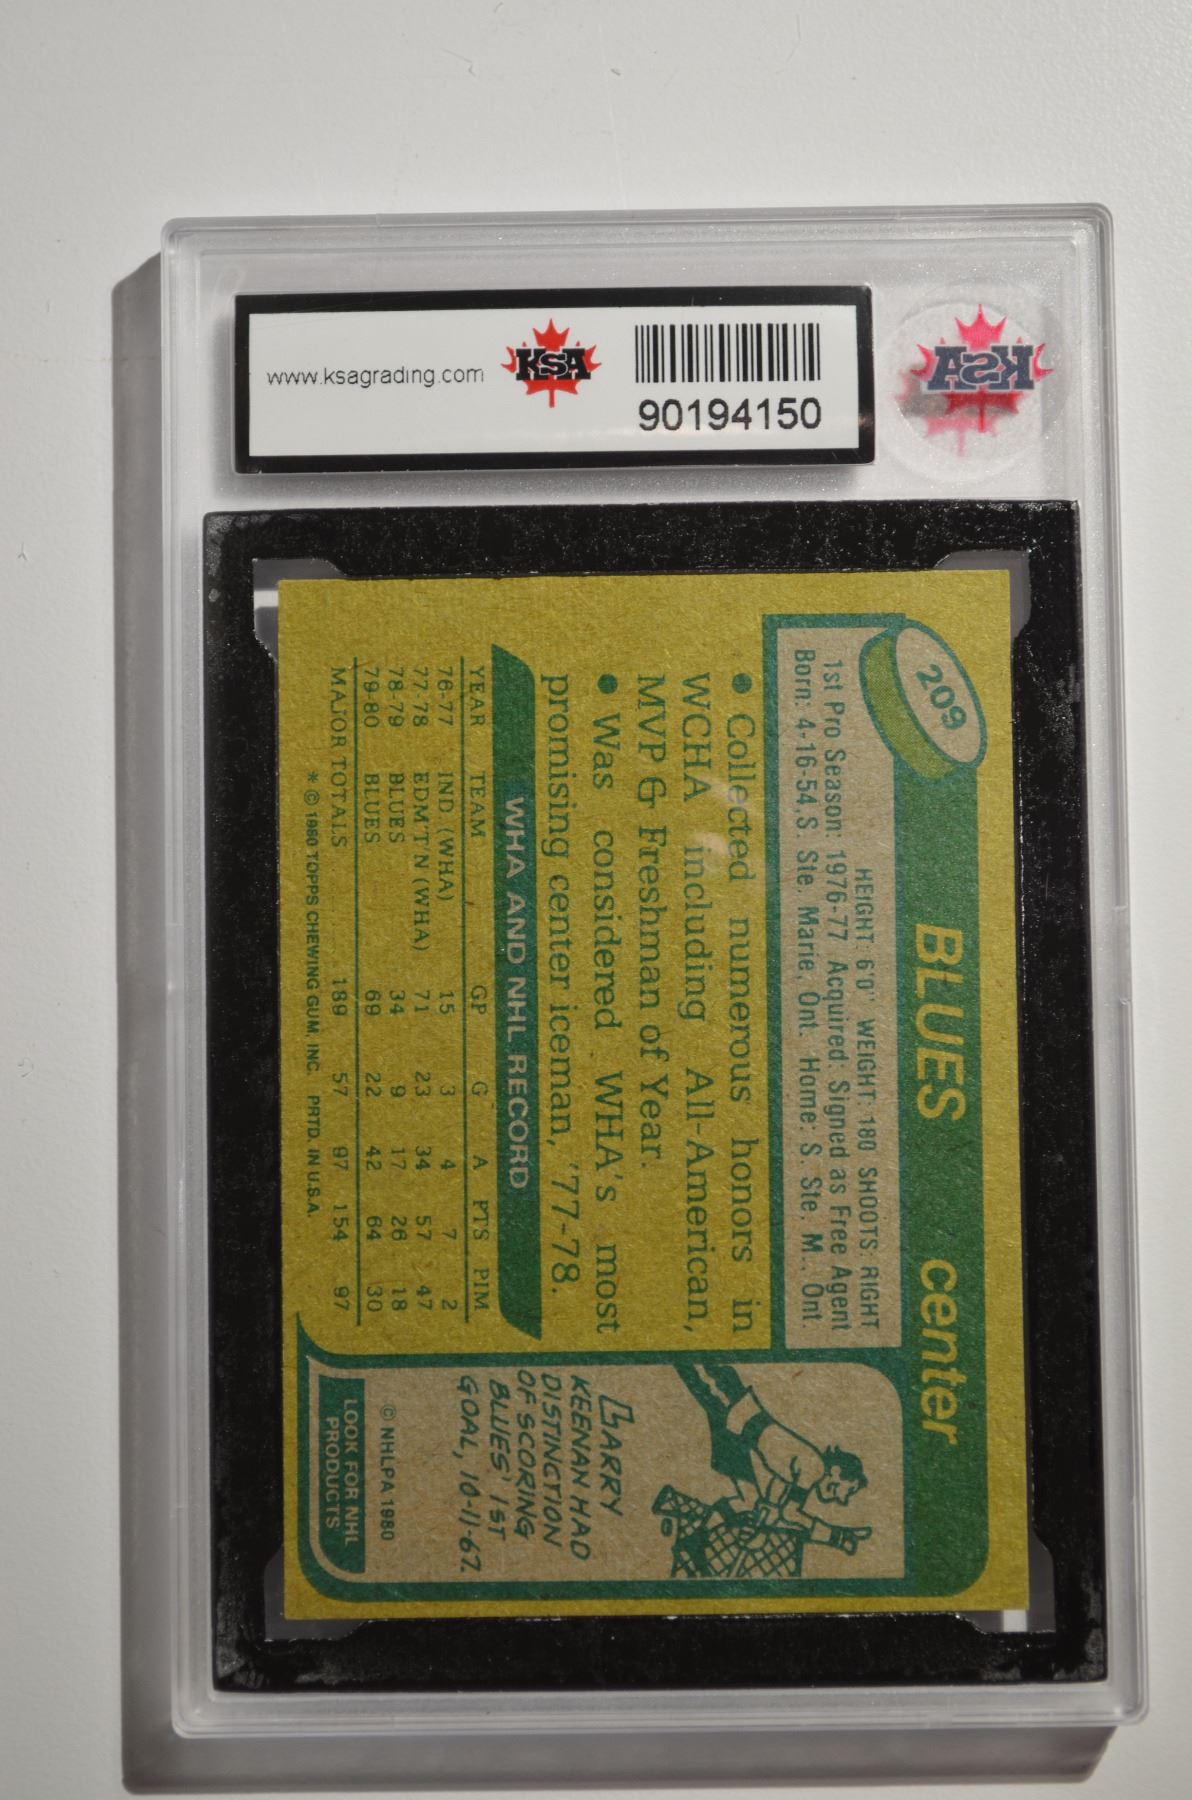 www.ksagrading.com
KSA
90194150
KSA
209
BLUES center
HEIGHT: 6'0" WEIGHT: 180 SHOOTS: RIGHT
1st Pro Season: 1976-77 Acquired: Signed as Free Agent
Born: 4-16-54, S. Ste. Marie, Ont. Home: S. Ste. M., Ont.
• Collected numerous honors in
WCHA including All-American,
MVP & Freshman of Year.
• Was considered WHA's most
promising center iceman, '77-78.
WHA AND NHL RECORD
YEAR TEAM GP G A PTS PIM
76-77 IND. (WHA) 15 3 4 7 2
77-78 EDM'T'N (WHA) 71 23 34 57 47
78-79 BLUES 34 9 17 26 18
79-80 BLUES 69 22 42 64 30
MAJOR TOTALS 189 57 97 154 97
* © 1980 TOPPS CHEWING GUM, INC. PRTD. IN U.S.A.
GARRY
KEENAN HAD
DISTINCTION
OF SCORING
BLUES' 1ST
GOAL, 10-11-67.
© NHLPA 1980
LOOK FOR NHL
PRODUCTS